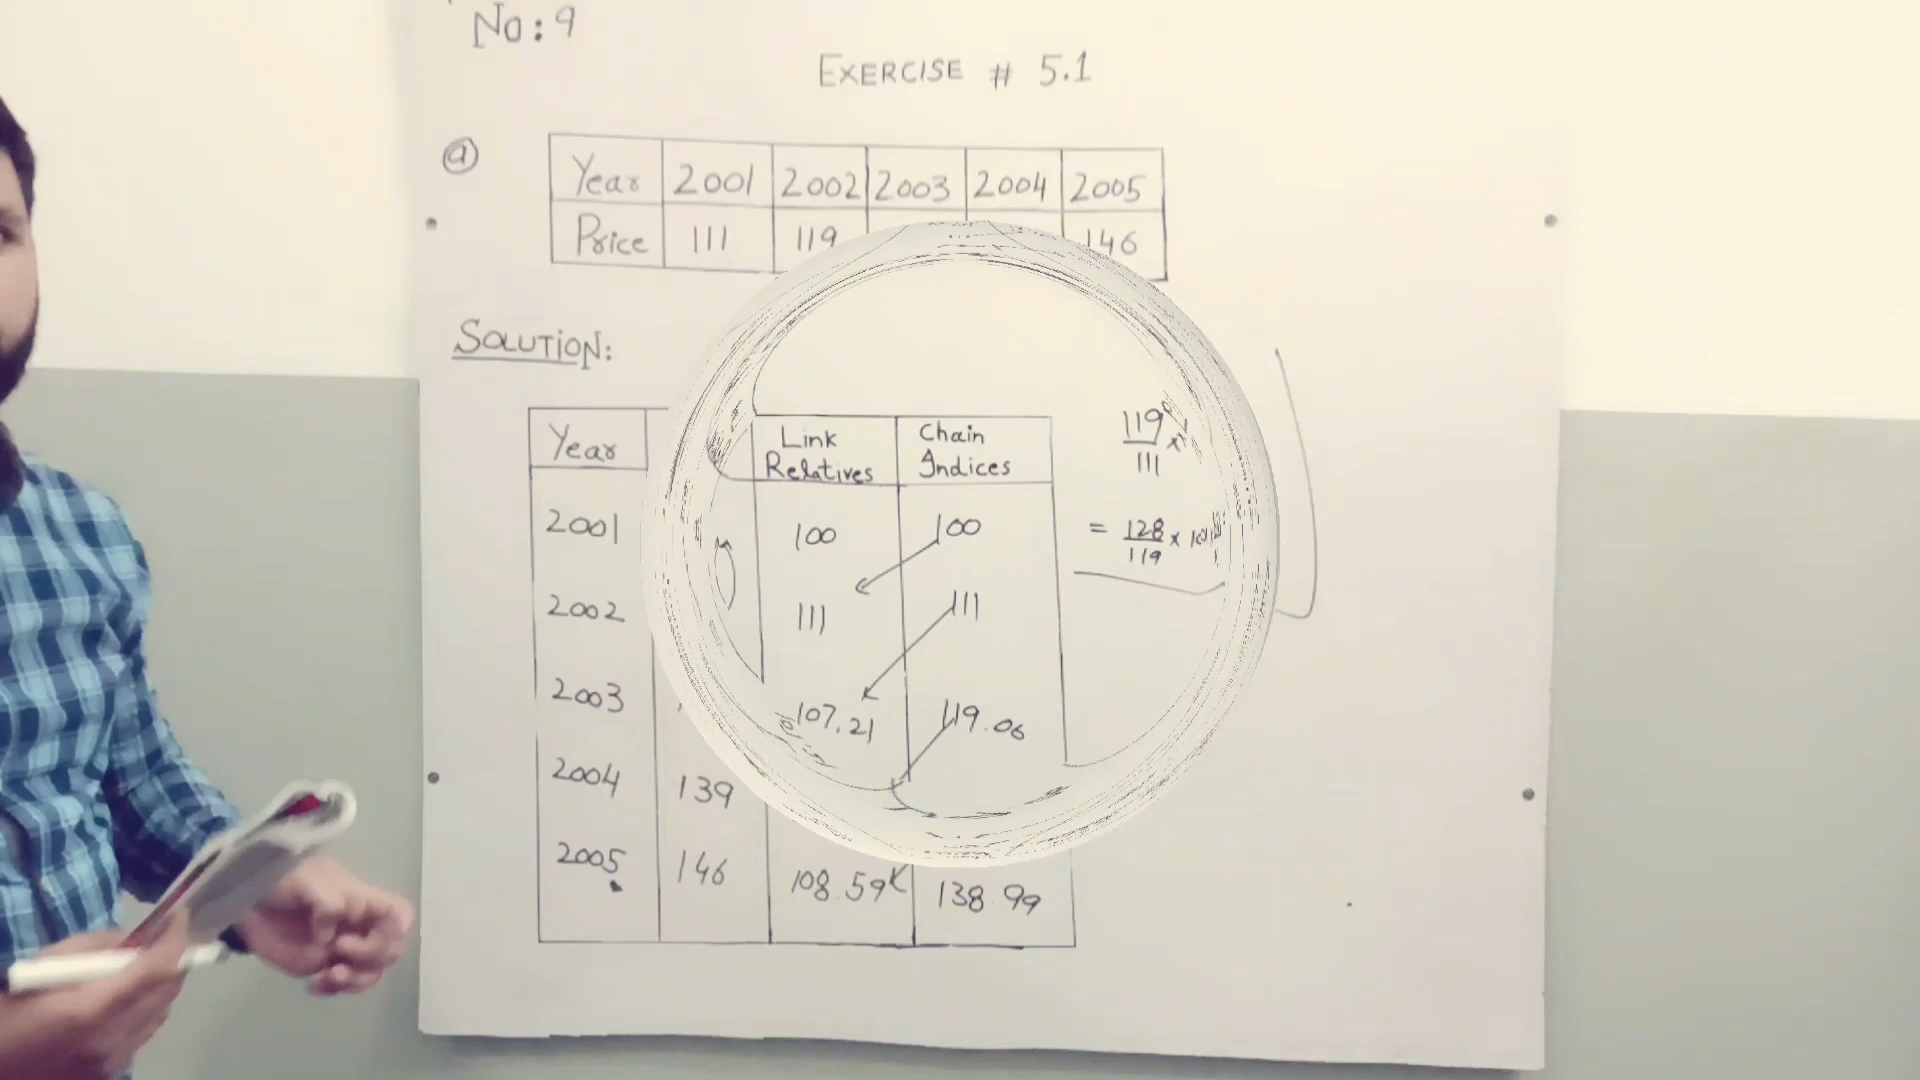 No: 9
EXERCISE # 5.1
a
Year 2001 2002 2003 2004 2005
Price 111 119 146
SOLUTION:
Year Link Relatives Chain Indices
2001 100 100
2002 111 111
2003 107.21 119.06
2004 139
2005 146 108.59 138.99
119/111 ×
= 128/119 ×